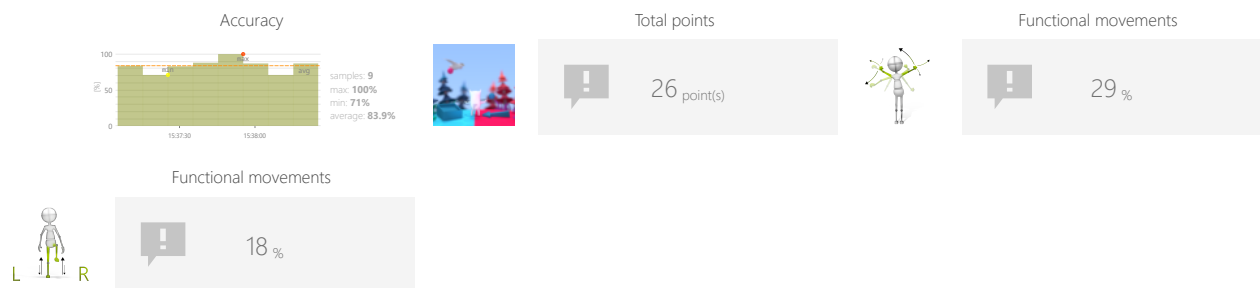 Accuracy
Total points
Functional movements
100
max
min
avg
[%]
50
0
15:37:30
15:38:00
samples: 9
max: 100%
min: 71%
average: 83.9%
26 point(s)
29 %
Functional movements
18 %
L
R